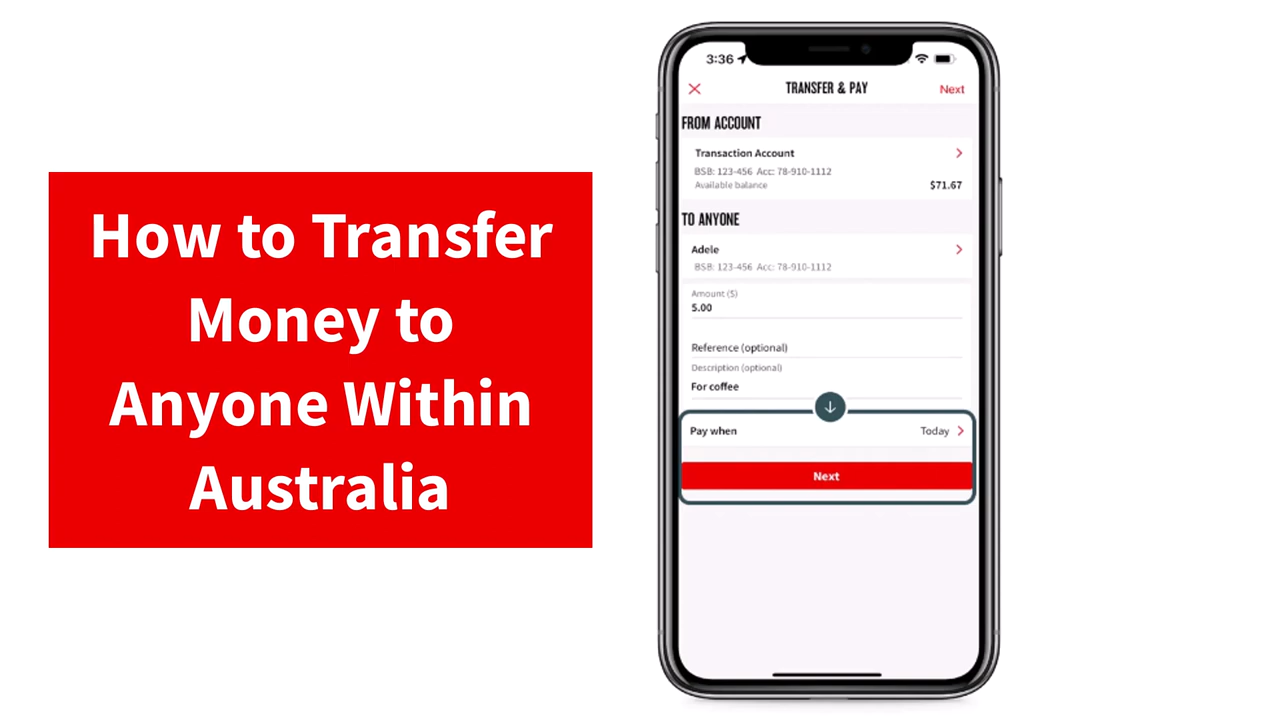 How to Transfer
Money to
Anyone Within
Australia
3:36
TRANSFER & PAY
Next
FROM ACCOUNT
Transaction Account
BSB: 123-456 Acc: 78-910-1112
Available balance
$71.67
TO ANYONE
Adele
BSB: 123-456 Acc: 78-910-1112
Amount ($)
5.00
Reference (optional)
Description (optional)
For coffee
Pay when
Today
Next